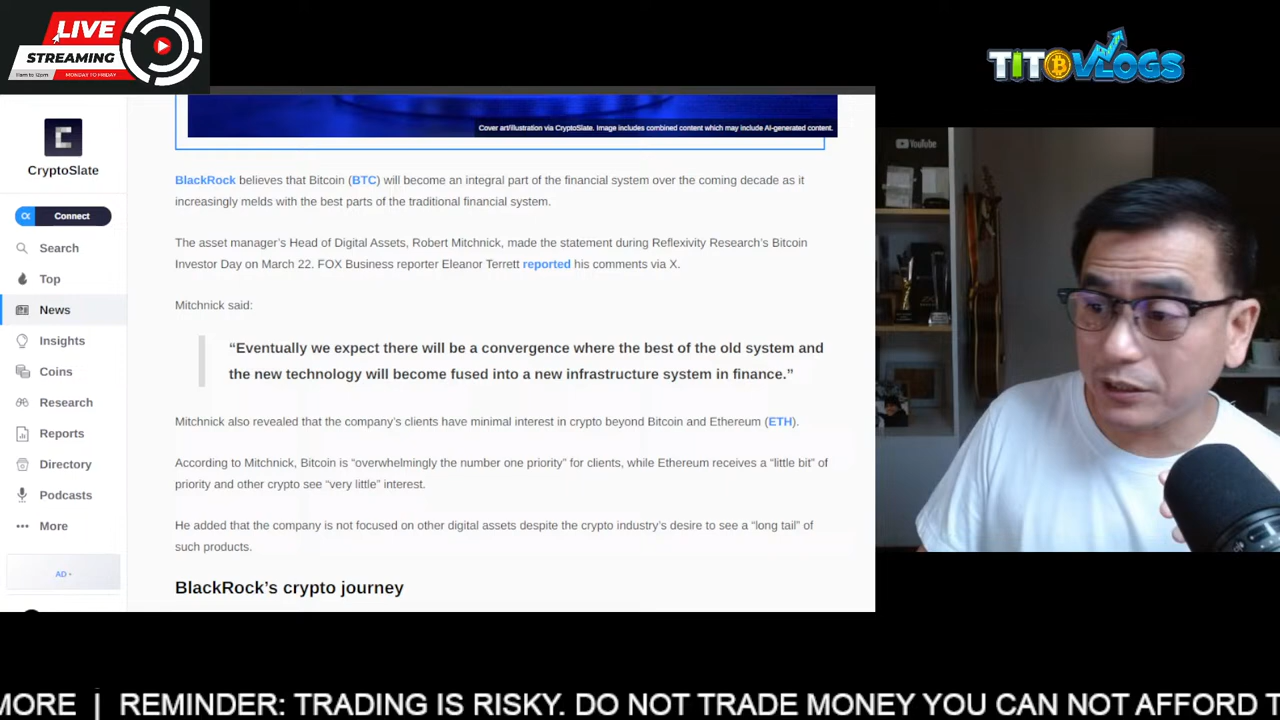 LIVE
STREAMING
11am to 12pm
MONDAY TO FRIDAY
TITOVLOGS
YouTube
CryptoSlate
Connect
Search
Top
News
Insights
Coins
Research
Reports
Directory
Podcasts
More
AD
Cover art/illustration via CryptoSlate. Image includes combined content which may include AI-generated content.
BlackRock believes that Bitcoin (BTC) will become an integral part of the financial system over the coming decade as it
increasingly melds with the best parts of the traditional financial system.
The asset manager’s Head of Digital Assets, Robert Mitchnick, made the statement during Reflexivity Research’s Bitcoin
Investor Day on March 22. FOX Business reporter Eleanor Terrett reported his comments via X.
Mitchnick said:
“Eventually we expect there will be a convergence where the best of the old system and
the new technology will become fused into a new infrastructure system in finance.”
Mitchnick also revealed that the company’s clients have minimal interest in crypto beyond Bitcoin and Ethereum (ETH).
According to Mitchnick, Bitcoin is “overwhelmingly the number one priority” for clients, while Ethereum receives a “little bit” of
priority and other crypto see “very little” interest.
He added that the company is not focused on other digital assets despite the crypto industry’s desire to see a “long tail” of
such products.
BlackRock’s crypto journey
MORE | REMINDER: TRADING IS RISKY. DO NOT TRADE MONEY YOU CAN NOT AFFORD T